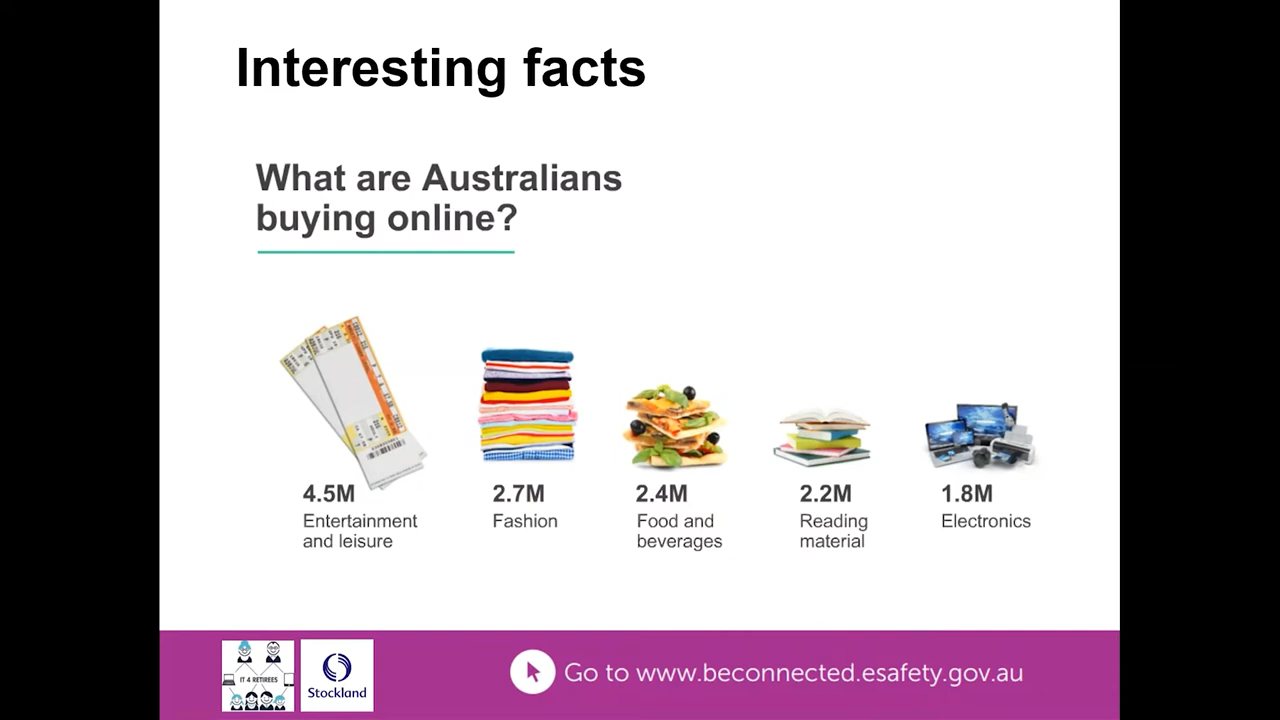 Interesting facts
What are Australians
buying online?
4.5M
Entertainment
and leisure
2.7M
Fashion
2.4M
Food and
beverages
2.2M
Reading
material
1.8M
Electronics
IT 4 RETIREES
Stockland
Go to www.beconnected.esafety.gov.au